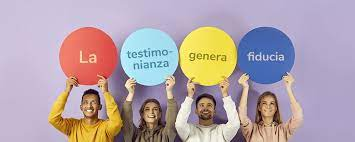 La
testimo-
nianza
genera
fiducia